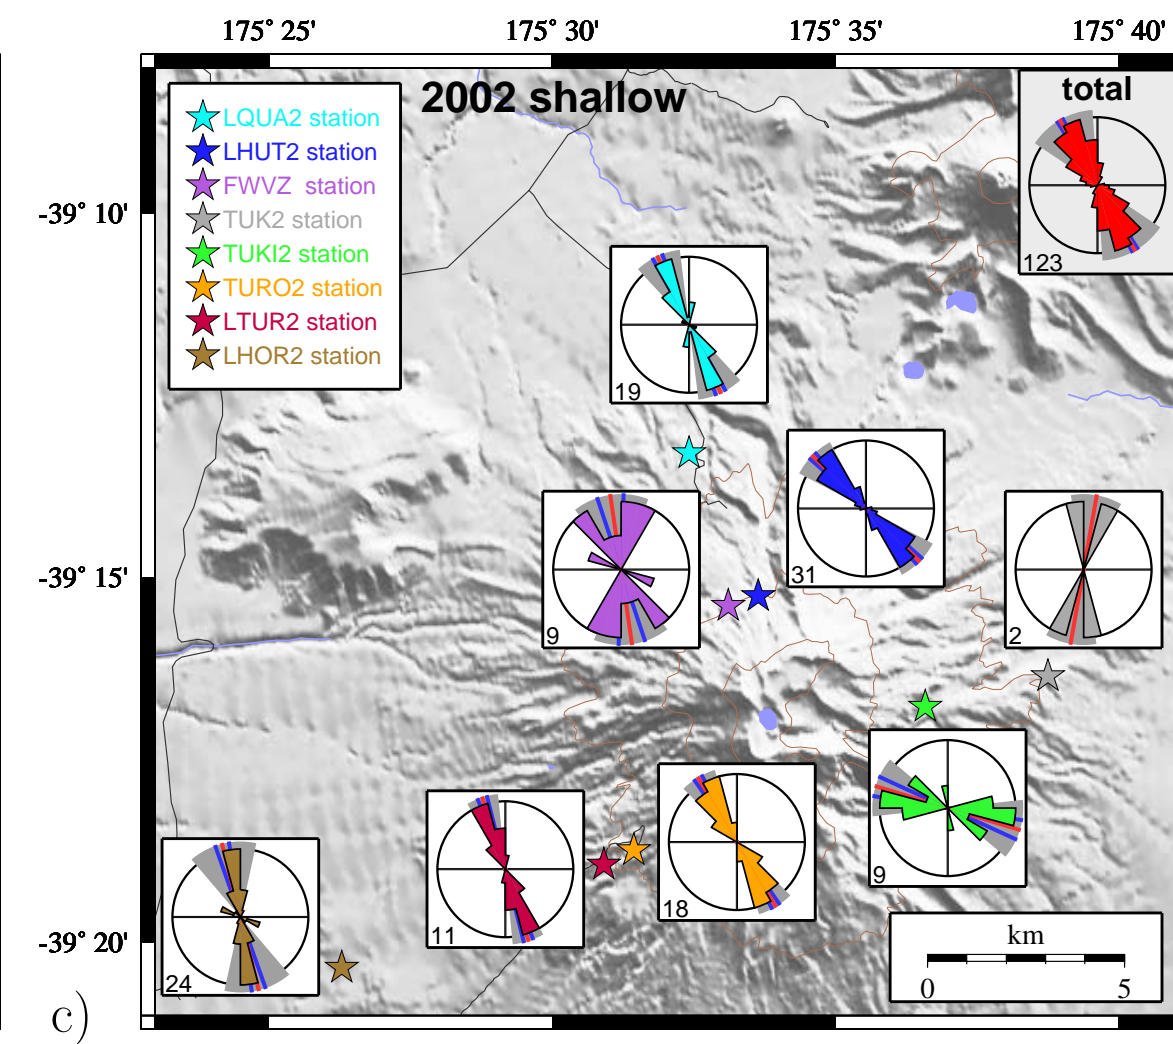 175° 25' 175° 30' 175° 35' 175° 40'
2002 shallow
total
LQUA2 station
LHUT2 station
FWVZ station
TUK2 station
TUKI2 station
TURO2 station
LTUR2 station
LHOR2 station
-39° 10'
123
19
31
-39° 15'
9
2
9
18
11
24
-39° 20'
km
0 5
c)